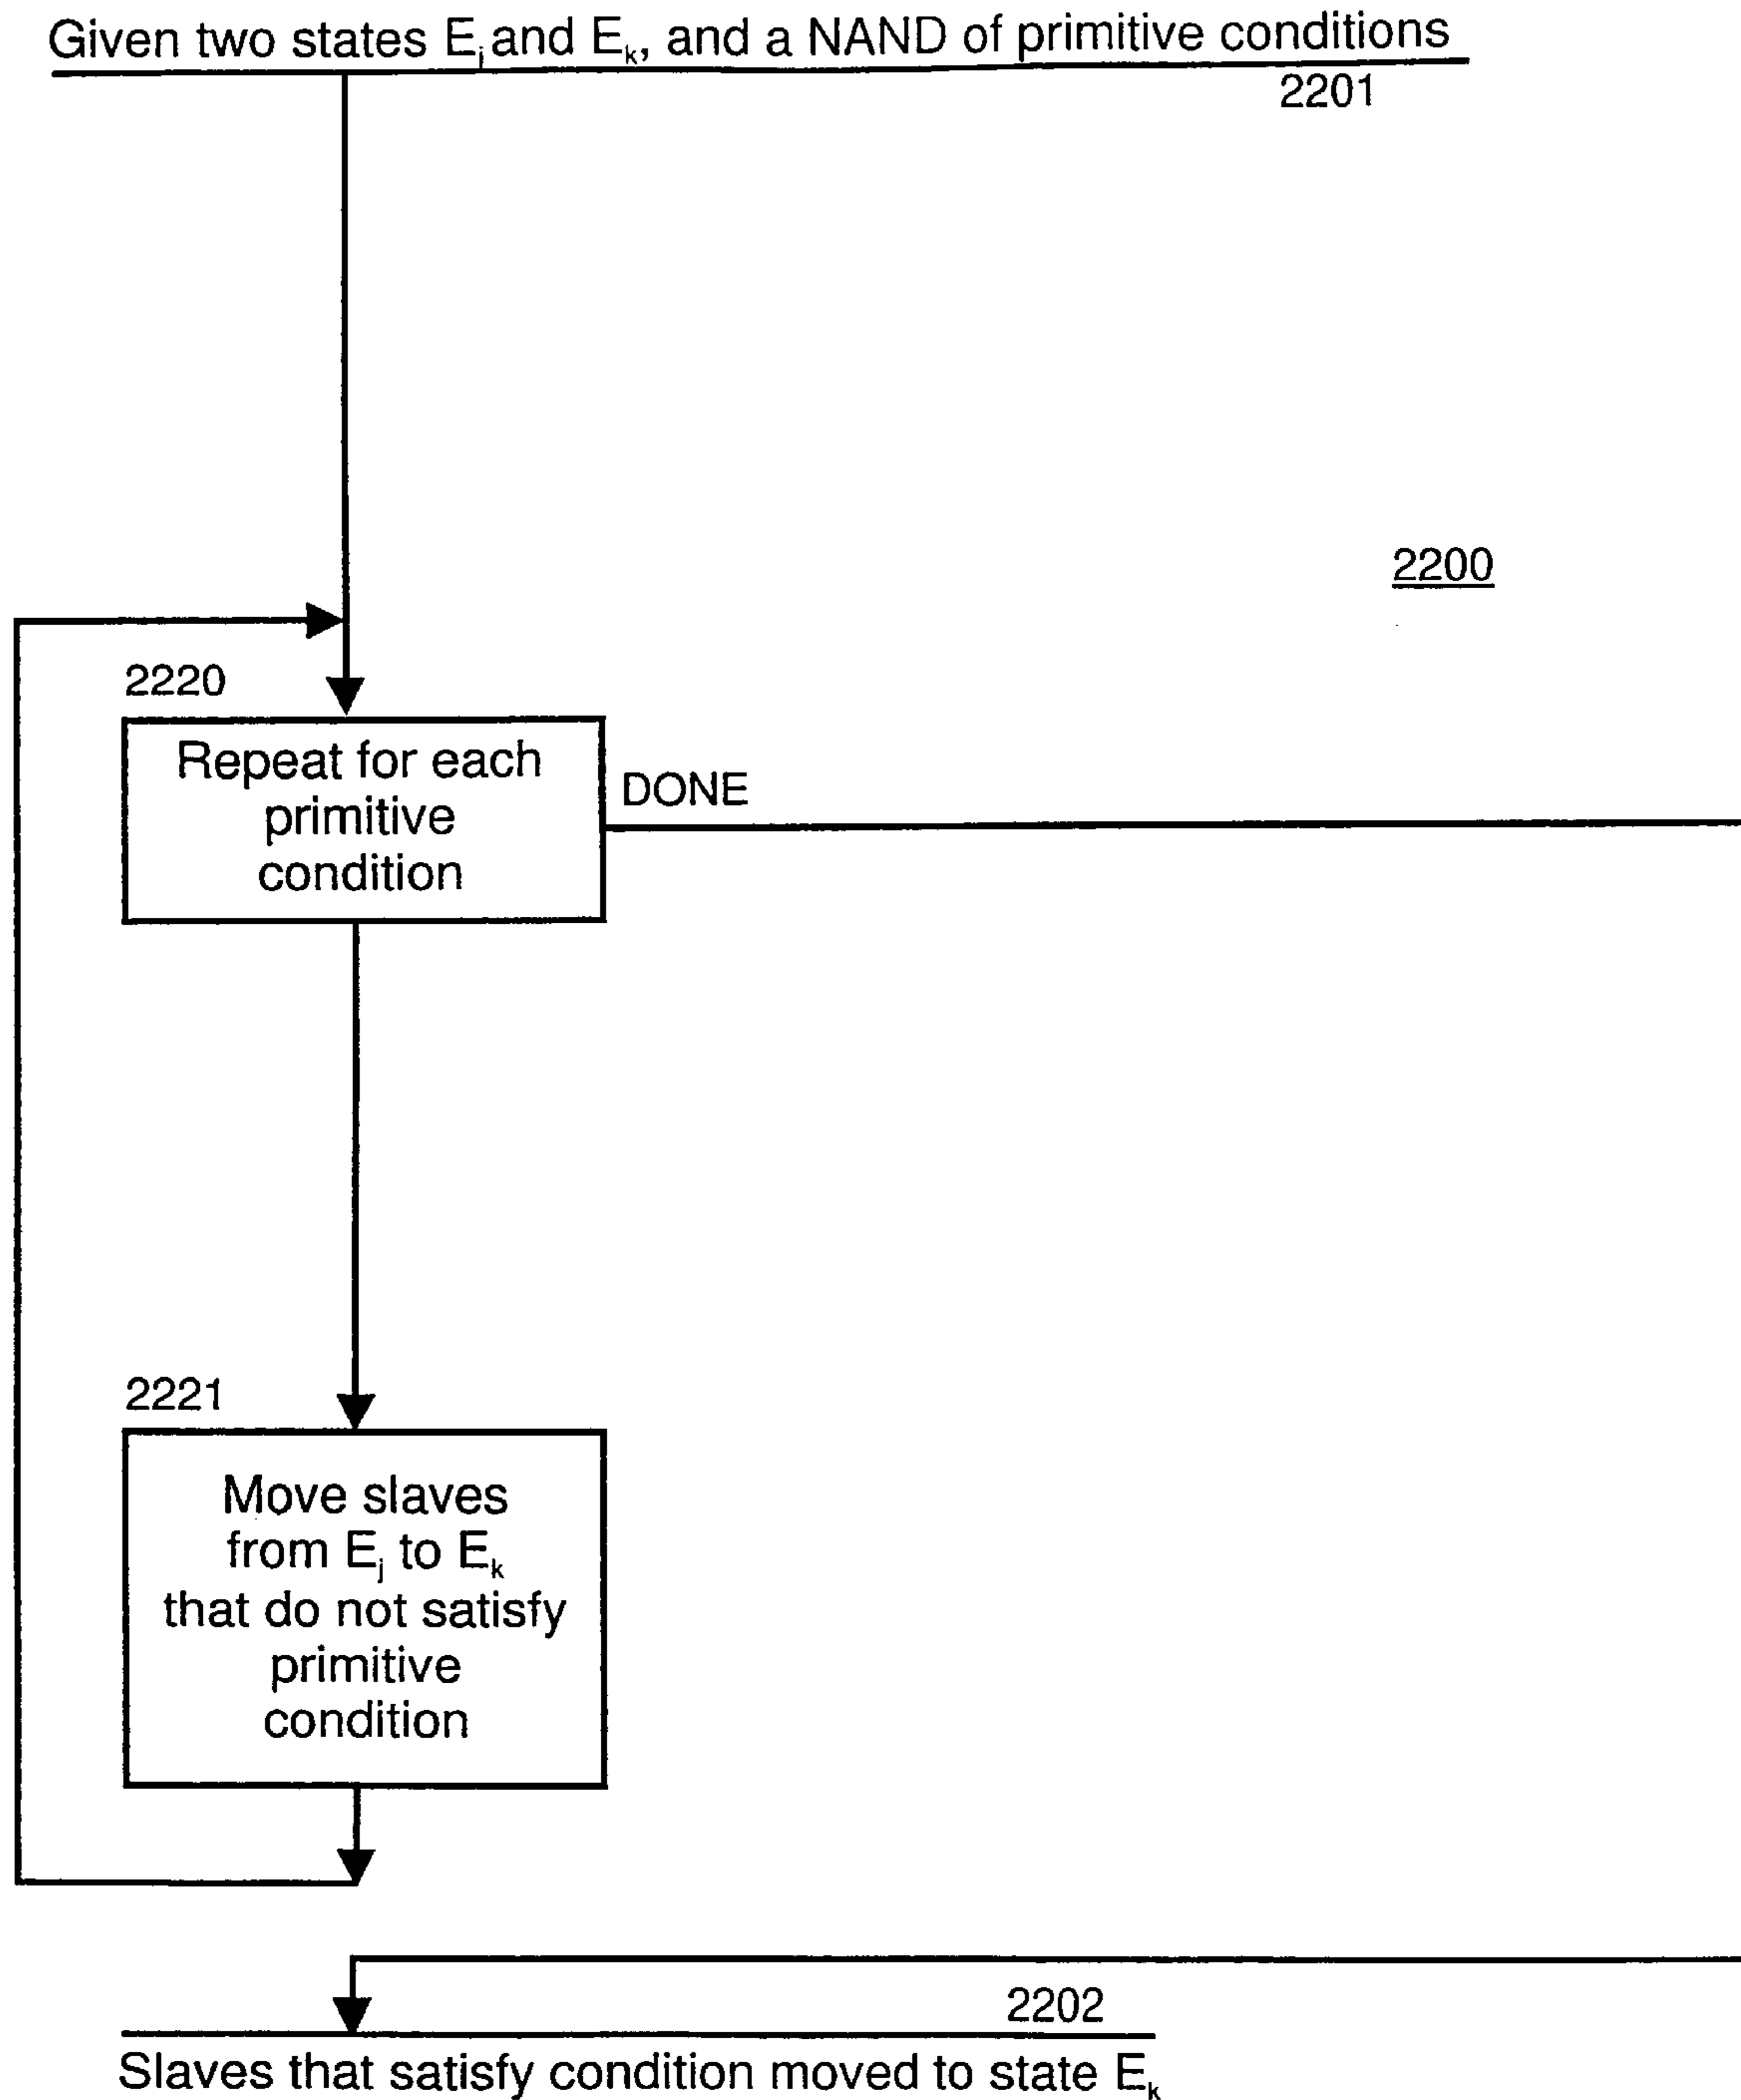 Given two states Ej and Ek, and a NAND of primitive conditions
2201
2200
2220
Repeat for each
primitive
condition
DONE
2221
Move slaves
from Ej to Ek
that do not satisfy
primitive
condition
2202
Slaves that satisfy condition moved to state Ek